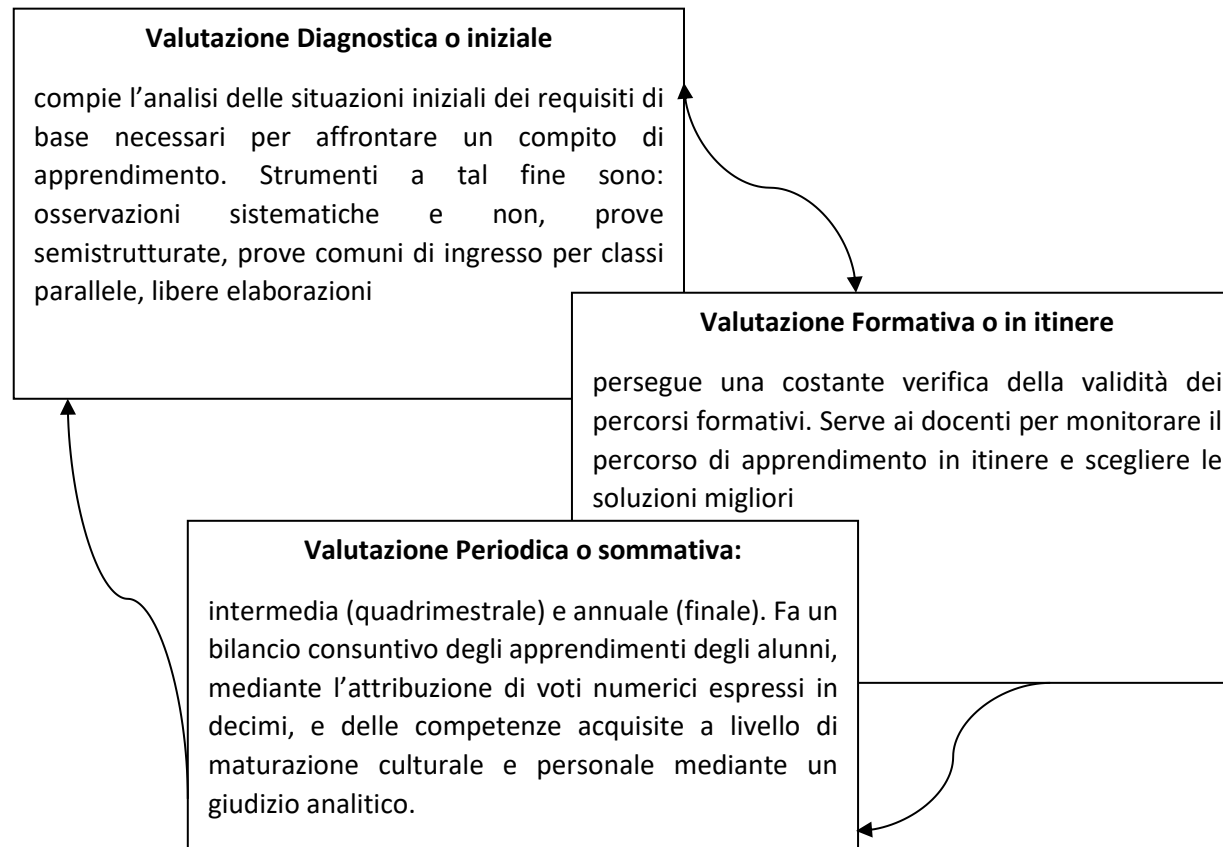 Valutazione Diagnostica o iniziale
compie l’analisi delle situazioni iniziali dei requisiti di
base necessari per affrontare un compito di
apprendimento. Strumenti a tal fine sono:
osservazioni sistematiche e non, prove
semistrutturate, prove comuni di ingresso per classi
parallele, libere elaborazioni
Valutazione Formativa o in itinere
persegue una costante verifica della validità dei
percorsi formativi. Serve ai docenti per monitorare il
percorso di apprendimento in itinere e scegliere le
soluzioni migliori
Valutazione Periodica o sommativa:
intermedia (quadrimestrale) e annuale (finale). Fa un
bilancio consuntivo degli apprendimenti degli alunni,
mediante l’attribuzione di voti numerici espressi in
decimi, e delle competenze acquisite a livello di
maturazione culturale e personale mediante un
giudizio analitico.